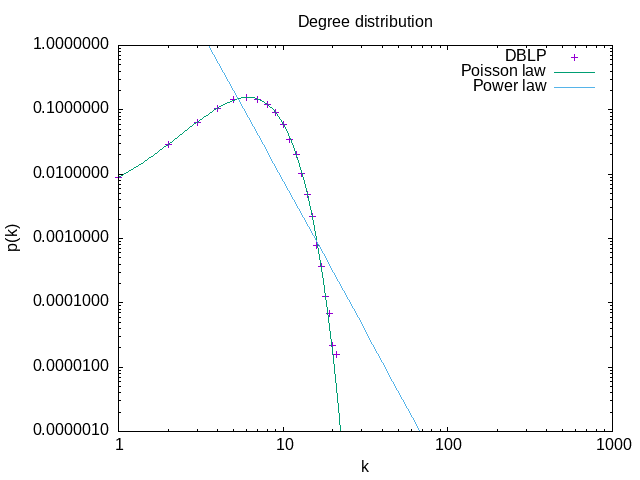 Degree distribution
1.0000000
0.1000000
0.0100000
0.0010000
0.0001000
0.0000100
0.0000010
p(k)
DBLP
Poisson law
Power law
1 10 100 1000
k